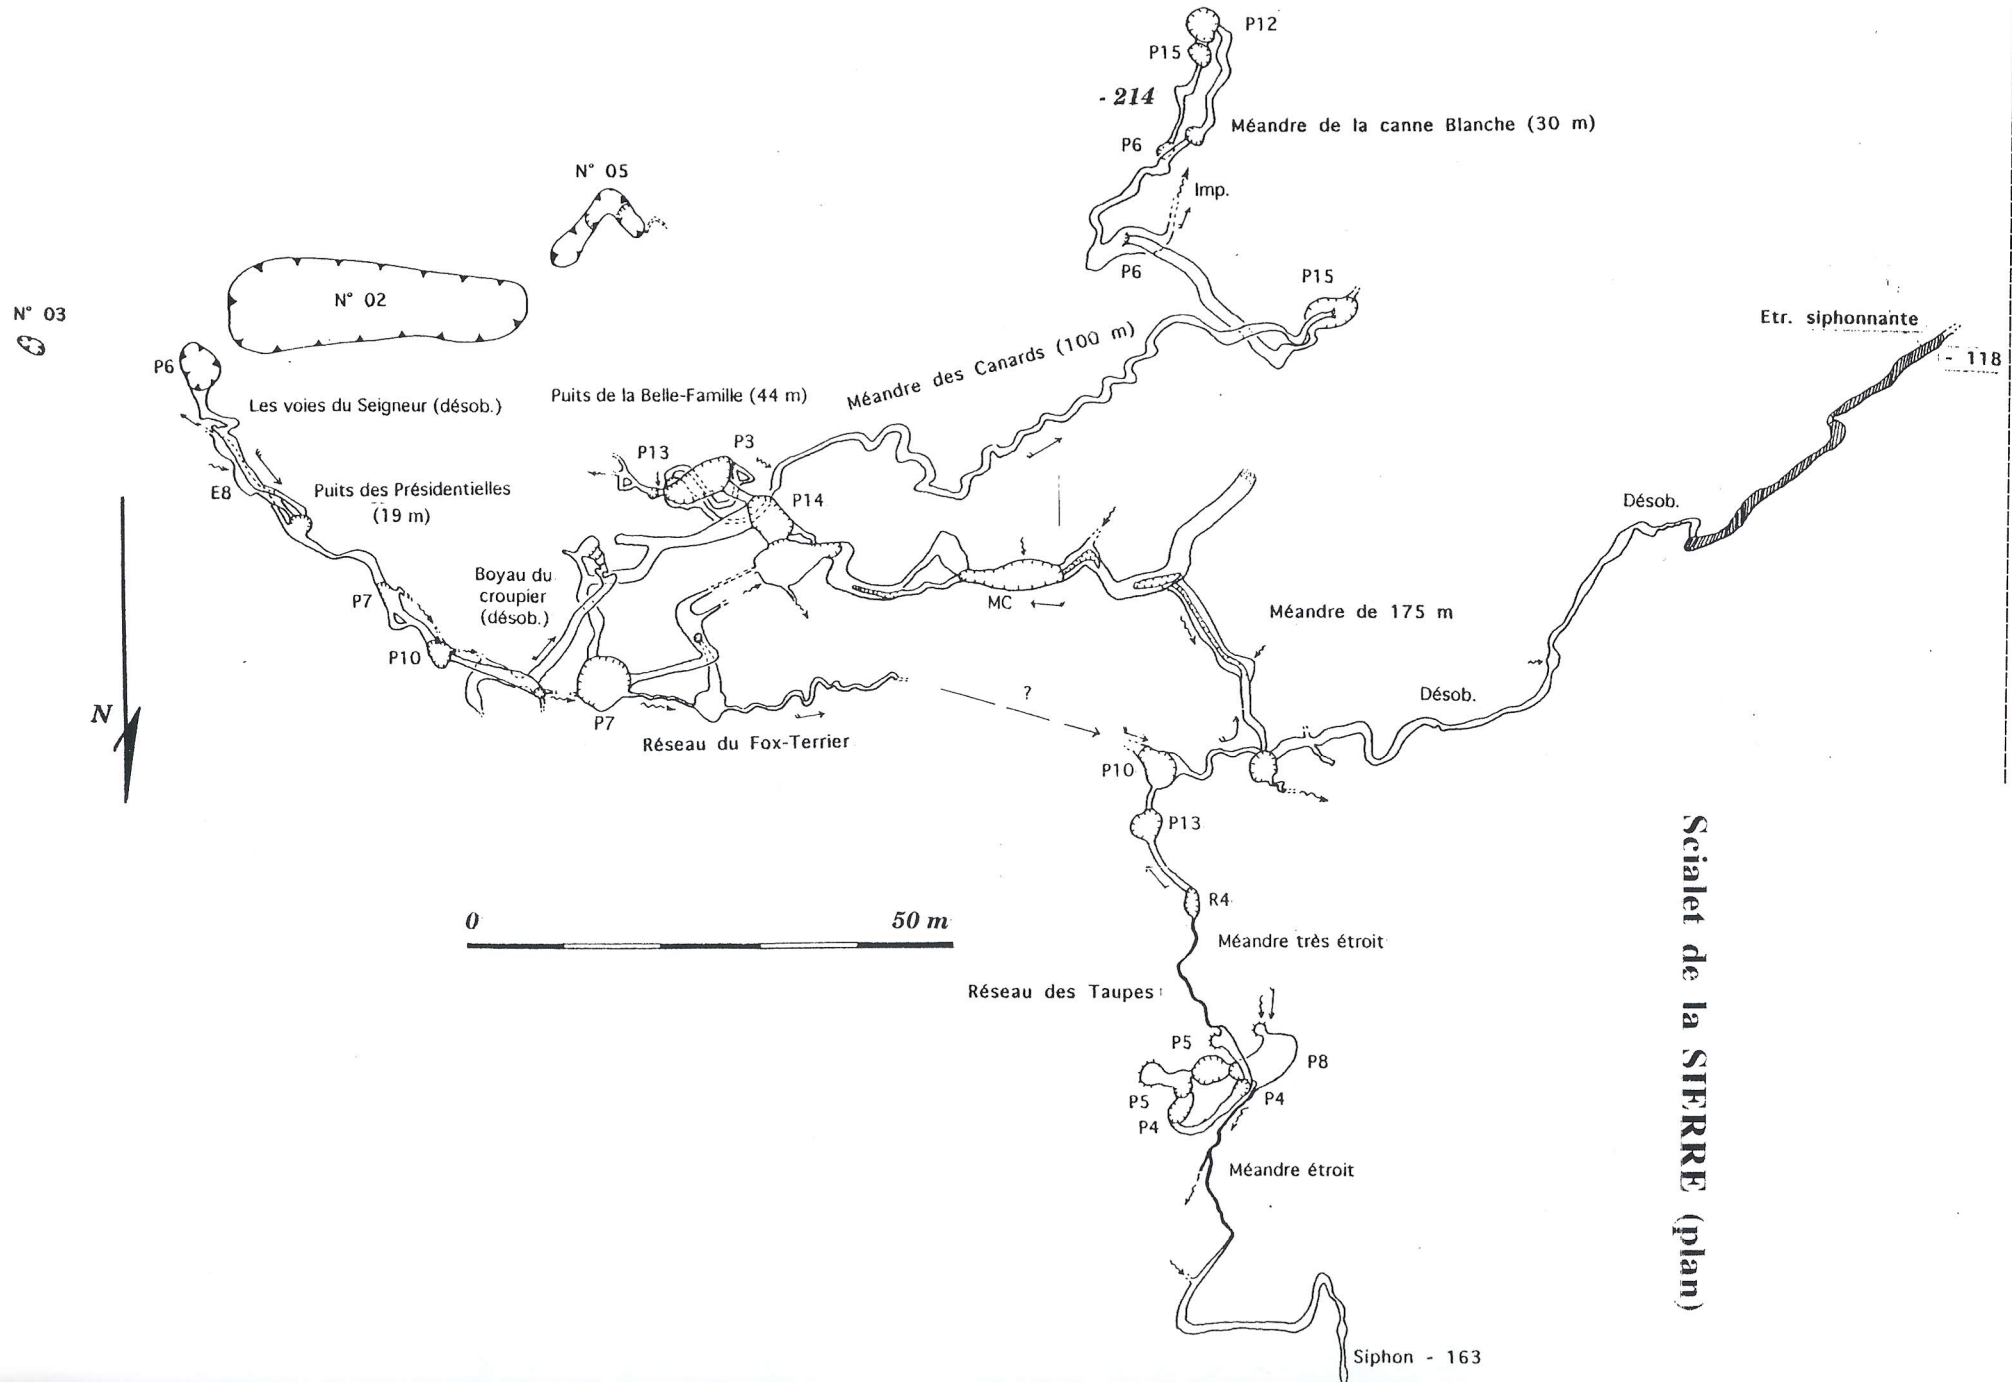 P12
P15
- 214
Méandre de la canne Blanche (30 m)
P6
N° 05
Imp.
P6
P15
N° 02
N° 03
Etr. siphonnante
- 118
P6
Méandre des Canards (100 m)
Les voies du Seigneur (désob.)
Puits de la Belle-Famille (44 m)
P13
P3
E8
Puits des Présidentielles
(19 m)
P14
Désob.
Boyau du
croupier
(désob.)
P7
MC
Méandre de 175 m
P10
Désob.
?
N
P7
Réseau du Fox-Terrier
P10
P13
R4
0
50 m
Méandre très étroit
Réseau des Taupes
P5
P8
P5
P4
P4
Méandre étroit
Siphon - 163
Scialet de la SIERRE (plan)